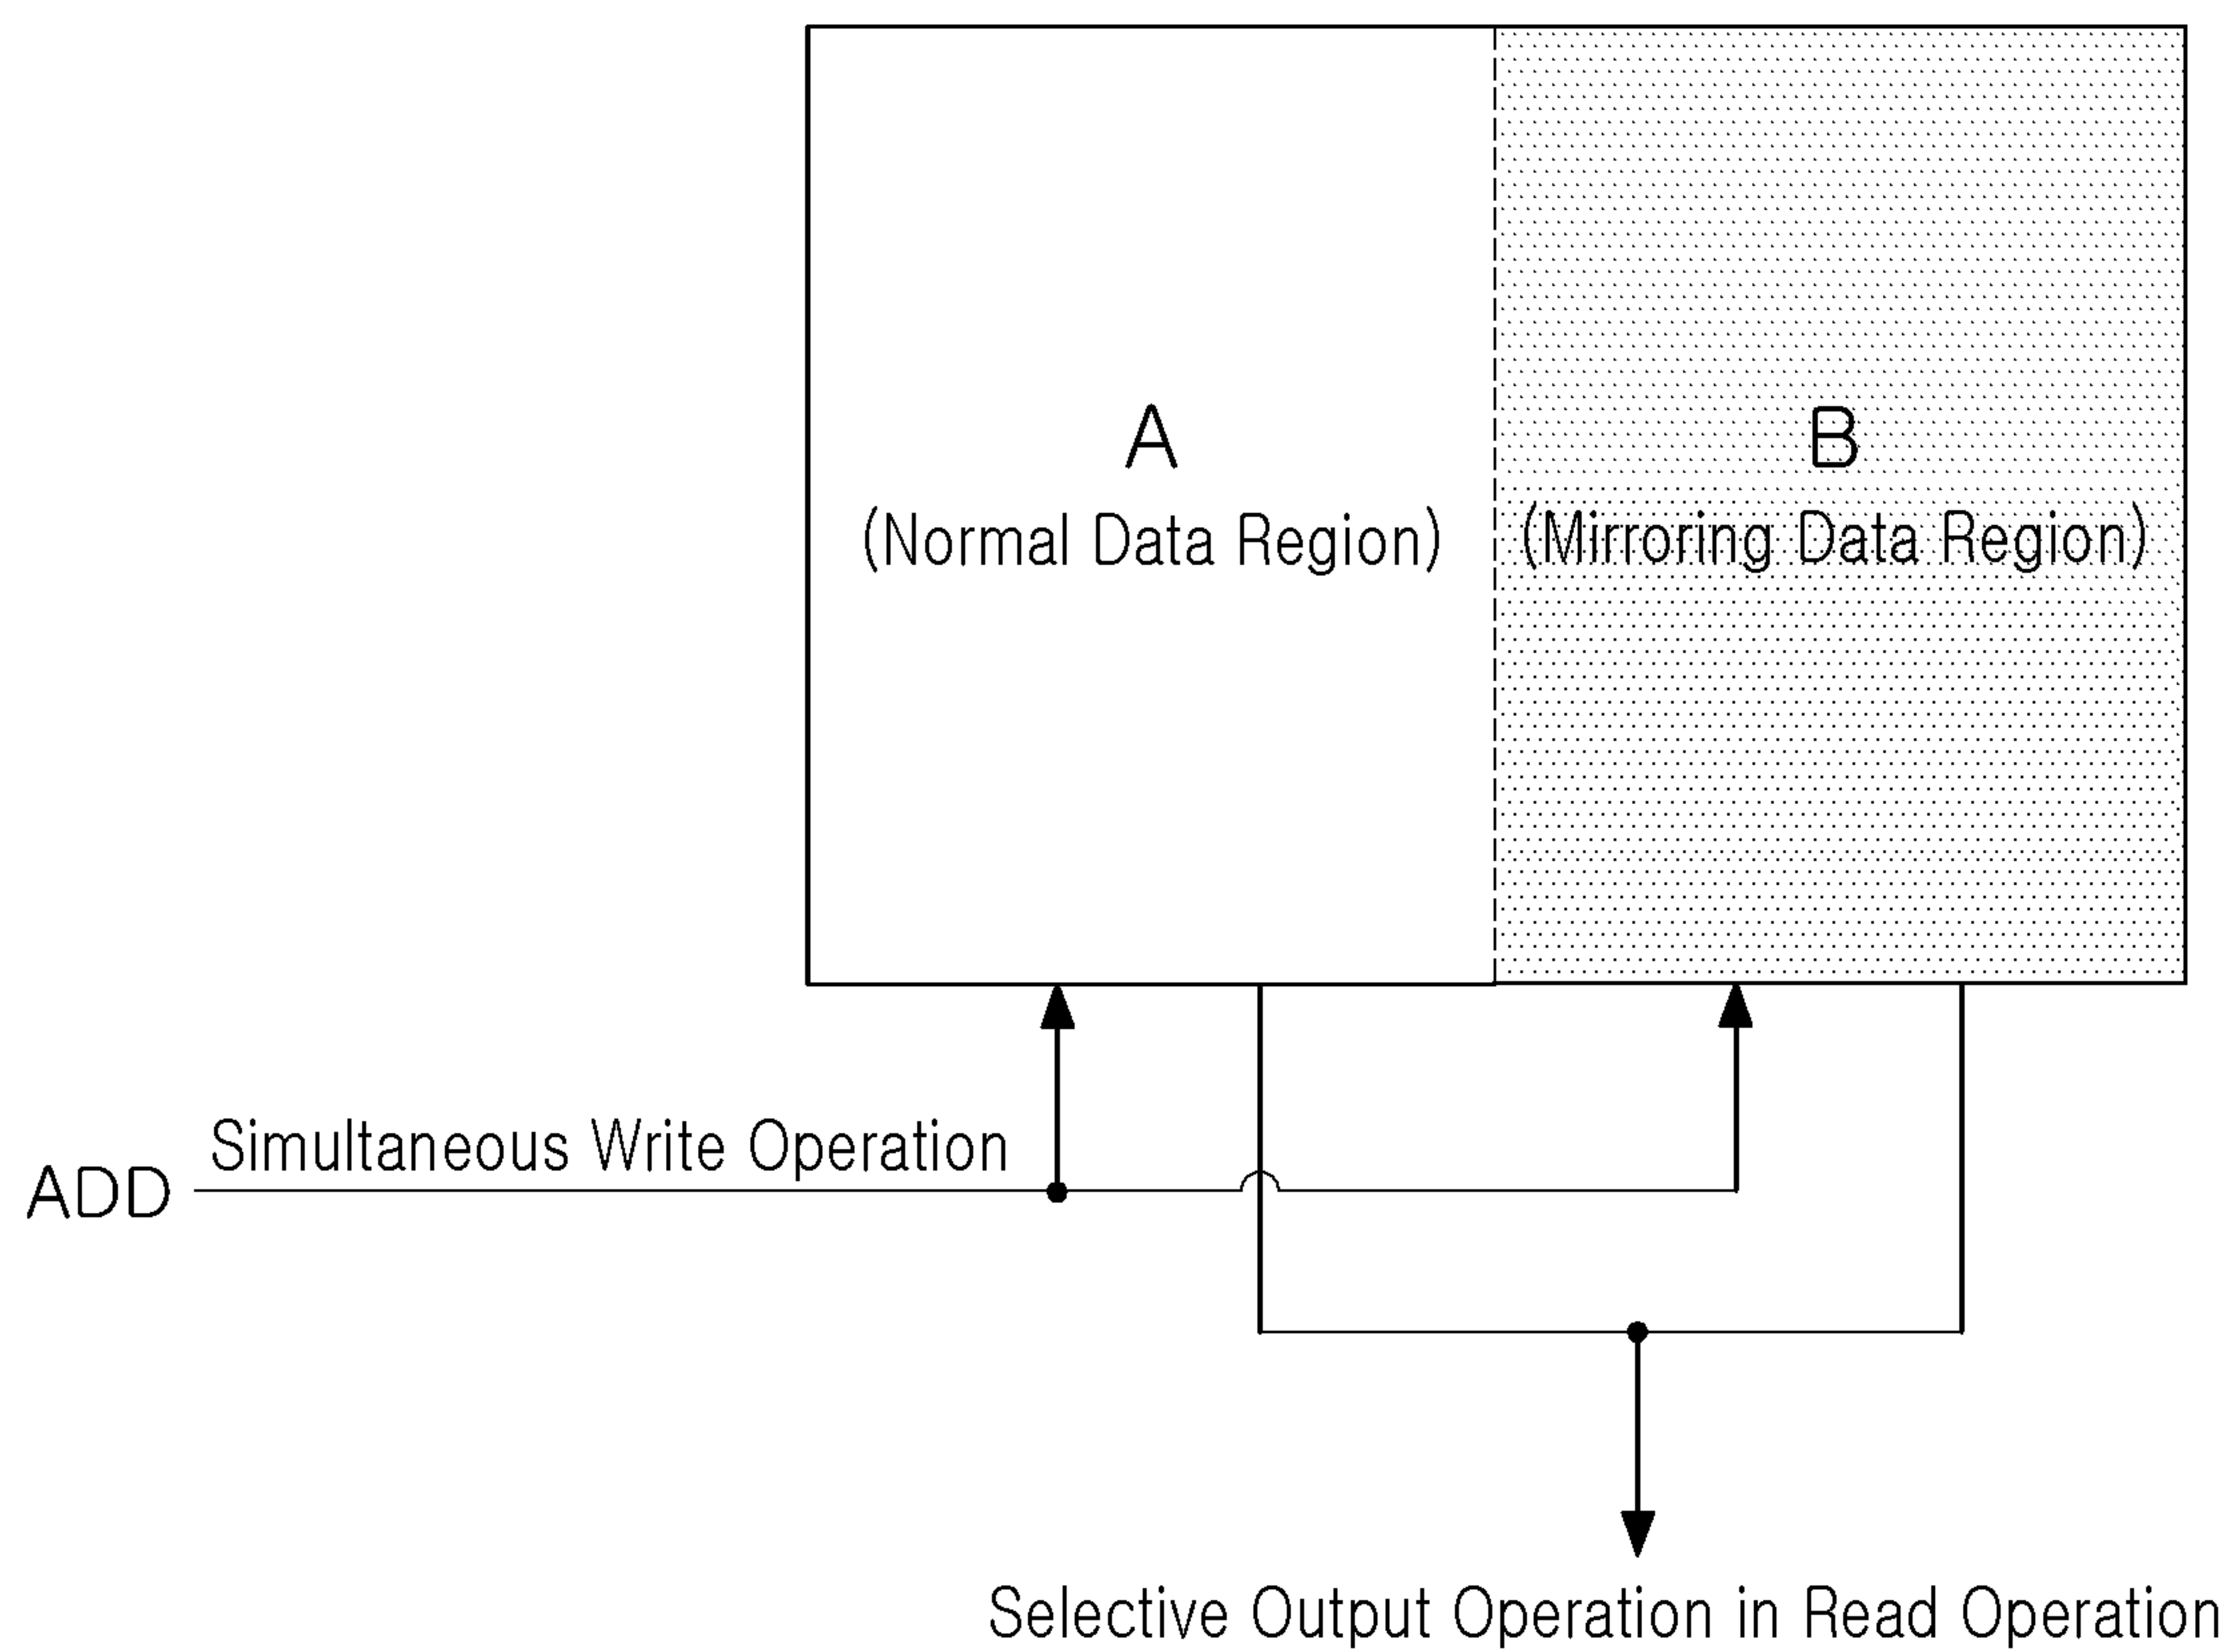 A
(Normal Data Region)
B
(Mirroring Data Region)
Simultaneous Write Operation
ADD
Selective Output Operation in Read Operation